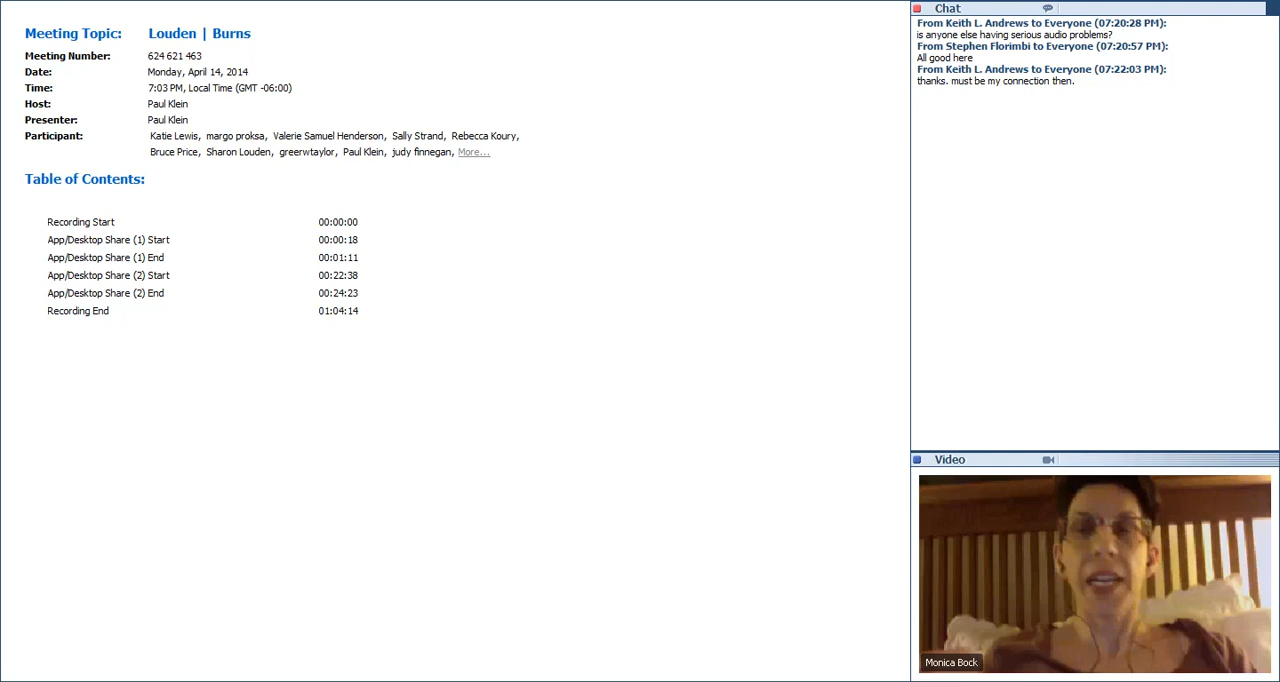 Meeting Topic: Louden | Burns
Meeting Number: 624 621 463
Date: Monday, April 14, 2014
Time: 7:03 PM, Local Time (GMT -06:00)
Host: Paul Klein
Presenter: Paul Klein
Participant: Katie Lewis, margo proksa, Valerie Samuel Henderson, Sally Strand, Rebecca Koury,
Bruce Price, Sharon Louden, greerwtaylor, Paul Klein, judy finnegan, More...
Table of Contents:
Recording Start 00:00:00
App/Desktop Share (1) Start 00:00:18
App/Desktop Share (1) End 00:01:11
App/Desktop Share (2) Start 00:22:38
App/Desktop Share (2) End 00:24:23
Recording End 01:04:14
Chat
From Keith L. Andrews to Everyone (07:20:28 PM):
is anyone else having serious audio problems?
From Stephen Florimbi to Everyone (07:20:57 PM):
All good here
From Keith L. Andrews to Everyone (07:22:03 PM):
thanks. must be my connection then.
Video
Monica Bock